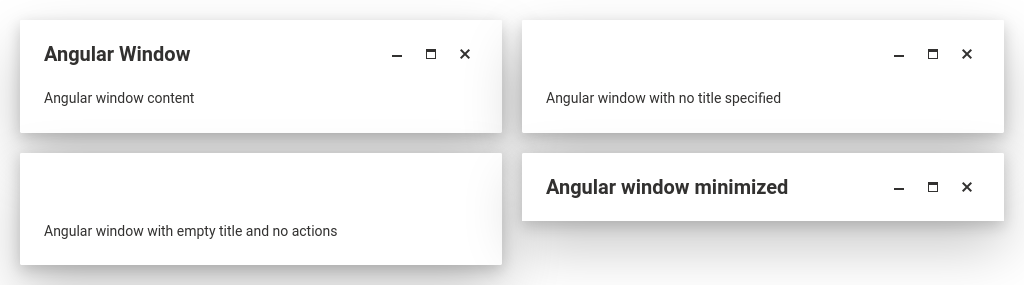 Angular Window
Angular window content
Angular window with no title specified
Angular window with empty title and no actions
Angular window minimized